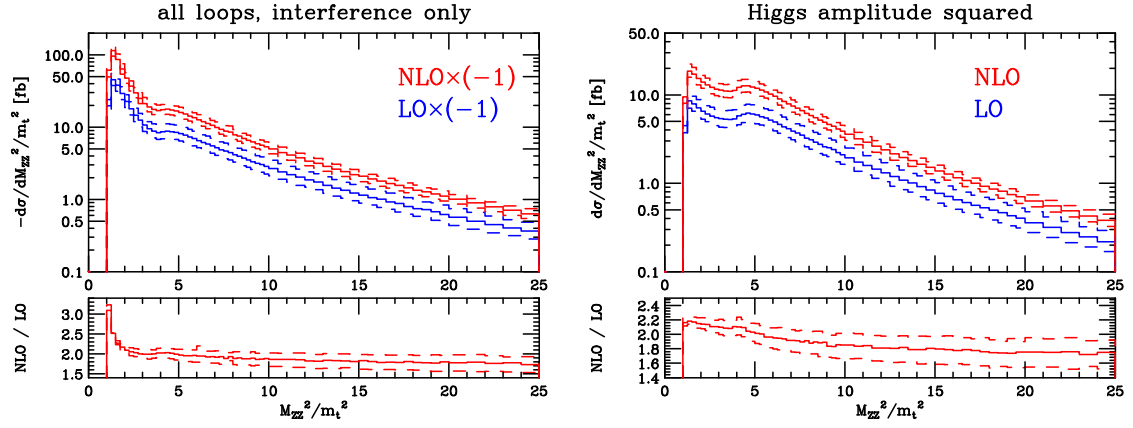 all loops, interference only
−dσ/dM_ZZ²/m_t² [fb]
100.0
50.0
10.0
5.0
1.0
0.5
0.1
NLO×(−1)
LO×(−1)
0 5 10 15 20 25
NLO / LO
3.0
2.5
2.0
1.5
0 5 10 15 20 25
M_ZZ²/m_t²
Higgs amplitude squared
dσ/dM_ZZ²/m_t² [fb]
50.0
10.0
5.0
1.0
0.5
0.1
NLO
LO
0 5 10 15 20 25
NLO / LO
2.4
2.2
2.0
1.8
1.6
1.4
0 5 10 15 20 25
M_ZZ²/m_t²